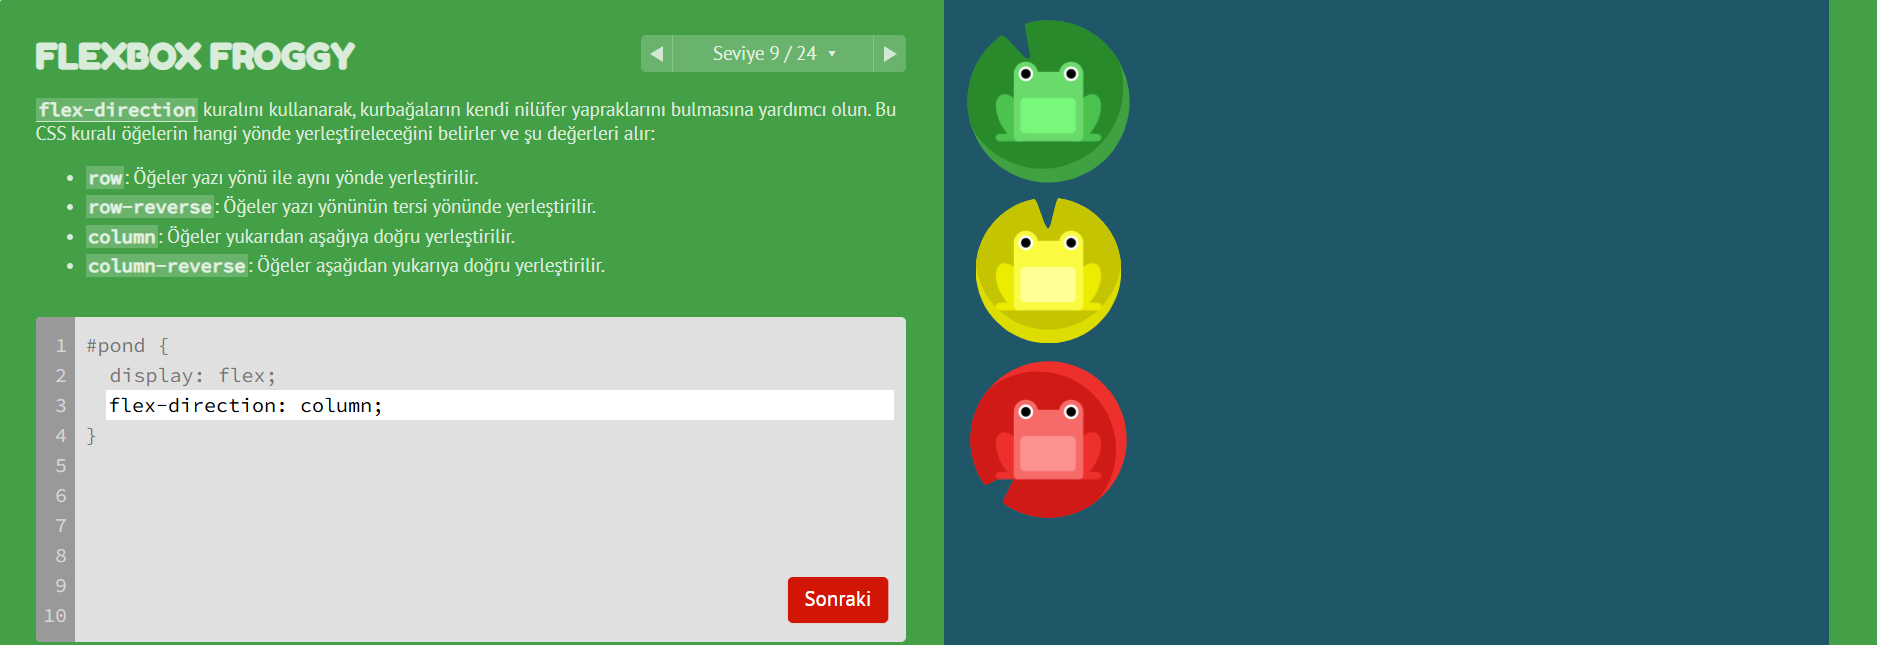 FLEXBOX FROGGY
◀ Seviye 9 / 24 ▼ ▶
flex-direction kuralını kullanarak, kurbağaların kendi nilüfer yapraklarını bulmasına yardımcı olun. Bu
CSS kuralı öğelerin hangi yönde yerleştireleceğini belirler ve şu değerleri alır:
• row: Öğeler yazı yönü ile aynı yönde yerleştirilir.
• row-reverse: Öğeler yazı yönünün tersi yönünde yerleştirilir.
• column: Öğeler yukarıdan aşağıya doğru yerleştirilir.
• column-reverse: Öğeler aşağıdan yukarıya doğru yerleştirilir.
1 #pond {
2 display: flex;
3 flex-direction: column;
4 }
5
6
7
8
9
10
Sonraki